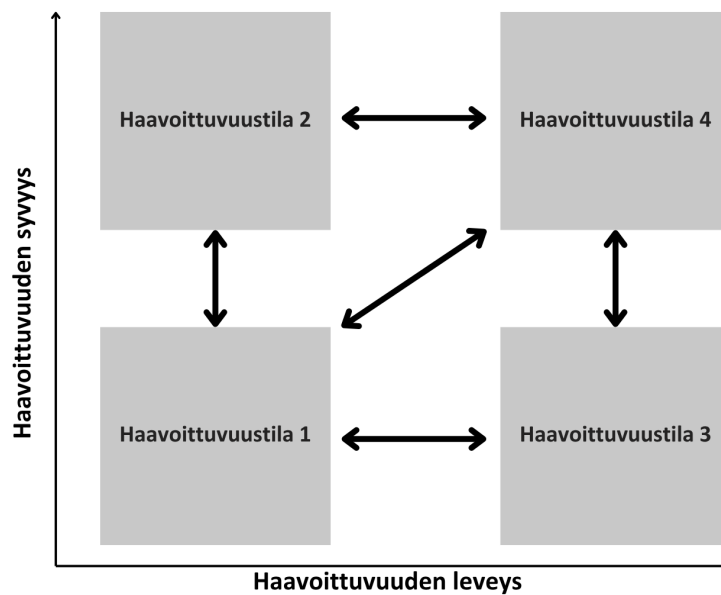 Haavoittuvuustila 2
Haavoittuvuustila 4
Haavoittuvuuden syvyys
Haavoittuvuustila 1
Haavoittuvuustila 3
Haavoittuvuuden leveys